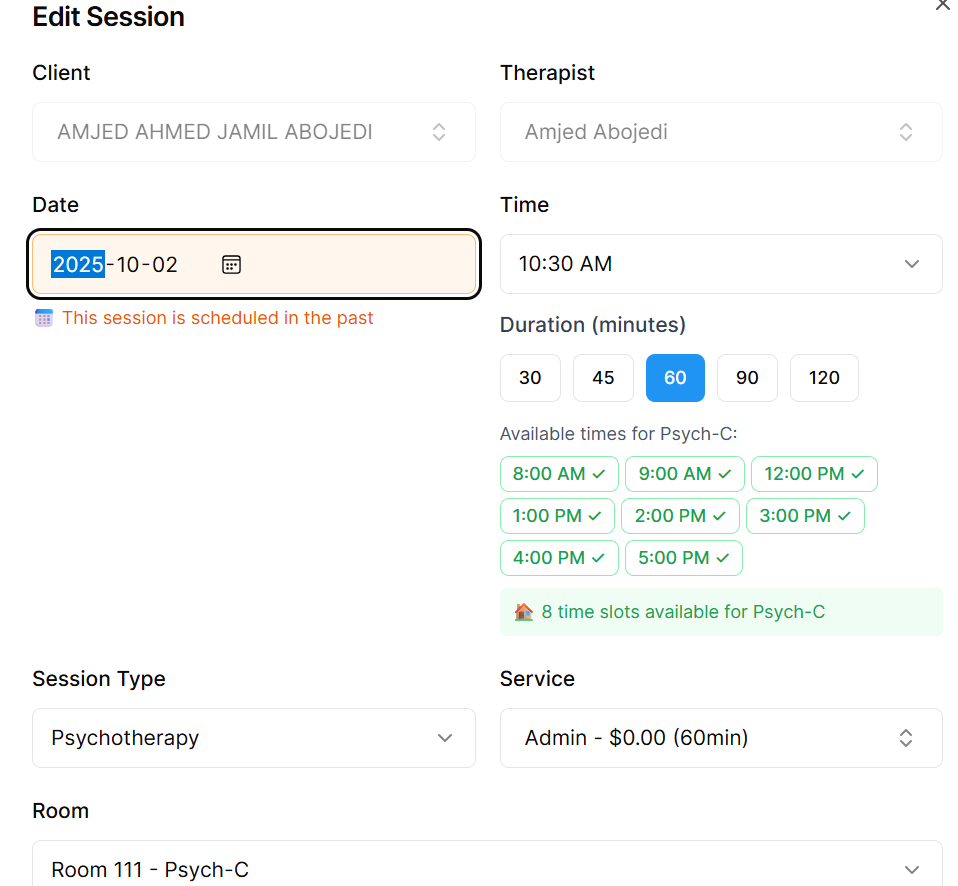 Edit Session
Client
Therapist
AMJED AHMED JAMIL ABOJEDI
Amjed Abojedi
Date
Time
2025-10-02
10:30 AM
This session is scheduled in the past
Duration (minutes)
30 45 60 90 120
Available times for Psych-C:
8:00 AM ✓ 9:00 AM ✓ 12:00 PM ✓
1:00 PM ✓ 2:00 PM ✓ 3:00 PM ✓
4:00 PM ✓ 5:00 PM ✓
8 time slots available for Psych-C
Session Type
Service
Psychotherapy
Admin - $0.00 (60min)
Room
Room 111 - Psych-C